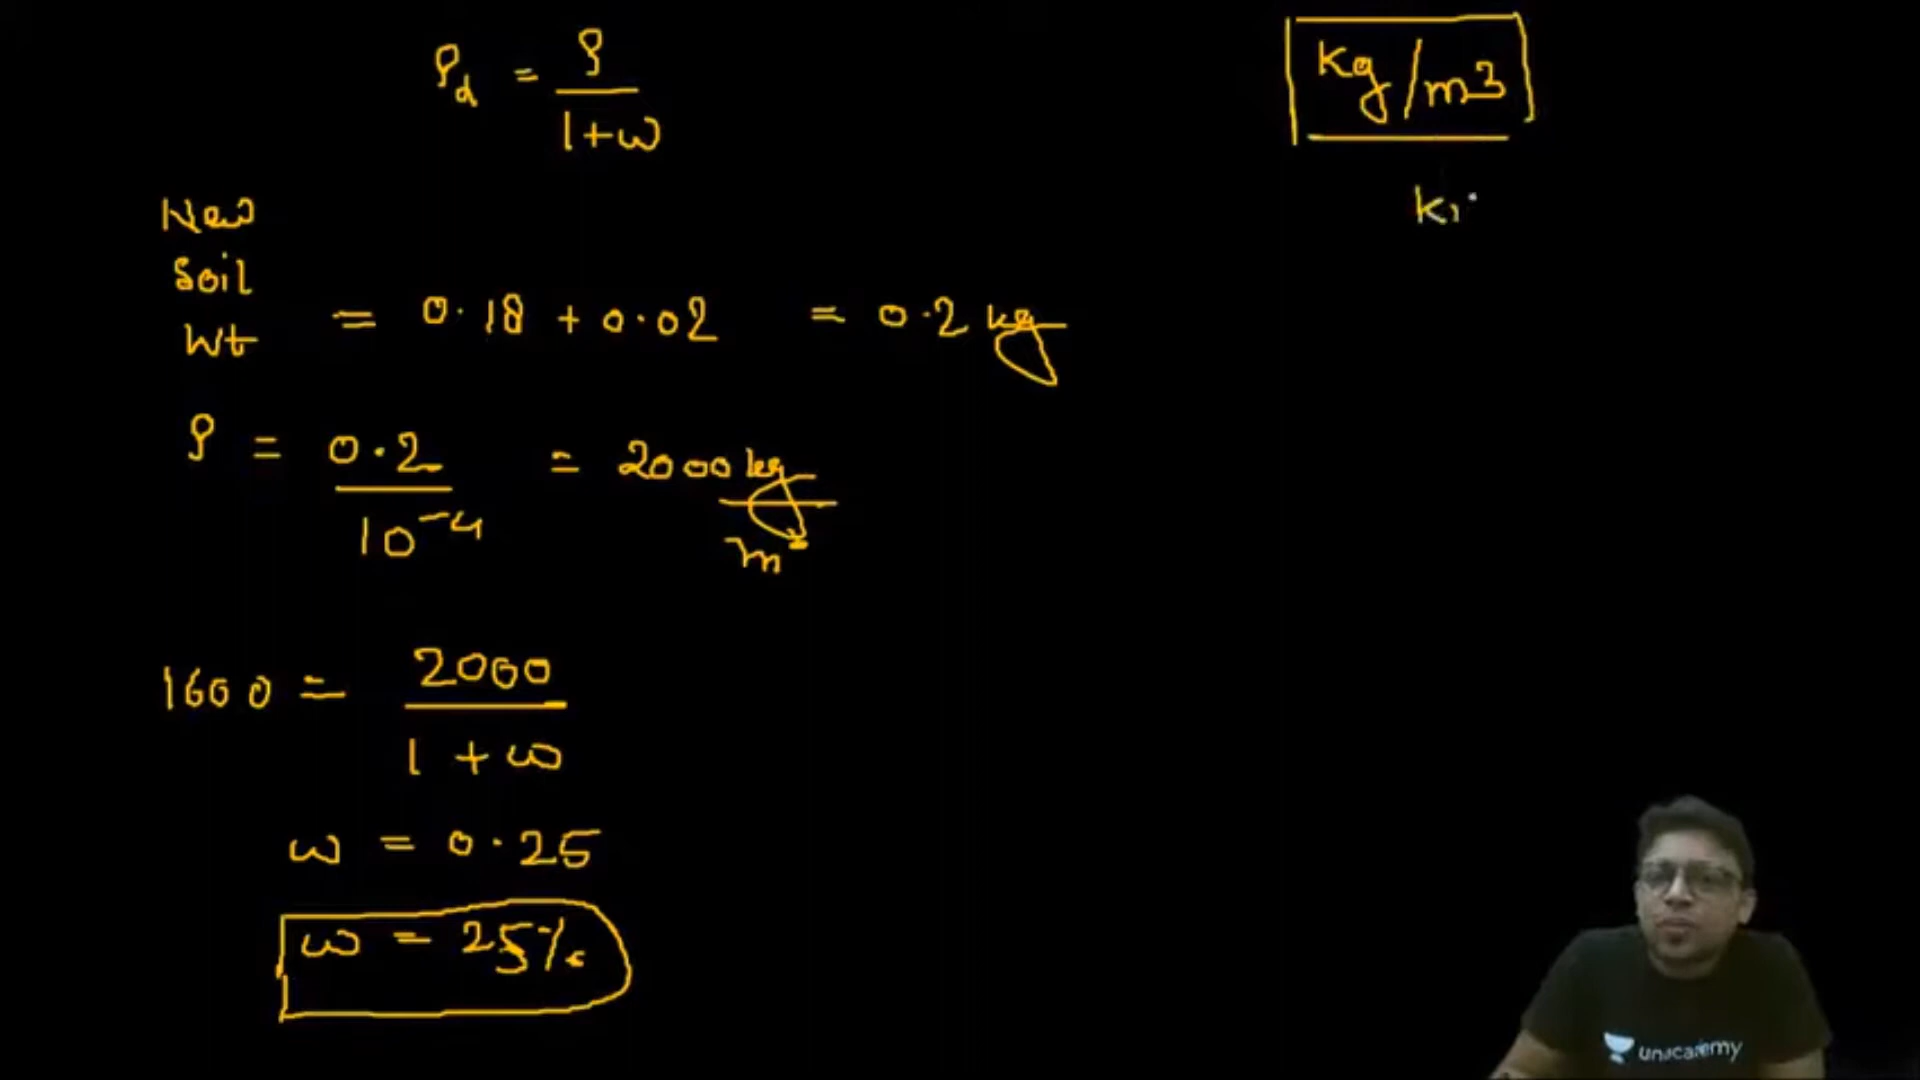 ρd = ρ / 1+w
kg/m3
New
Soil
Wt = 0.18 + 0.02 = 0.2 kg
ρ = 0.2 / 10⁻⁴ = 2000 kg / m³
1600 = 2000 / 1 + w
w = 0.25
w = 25%
unacademy